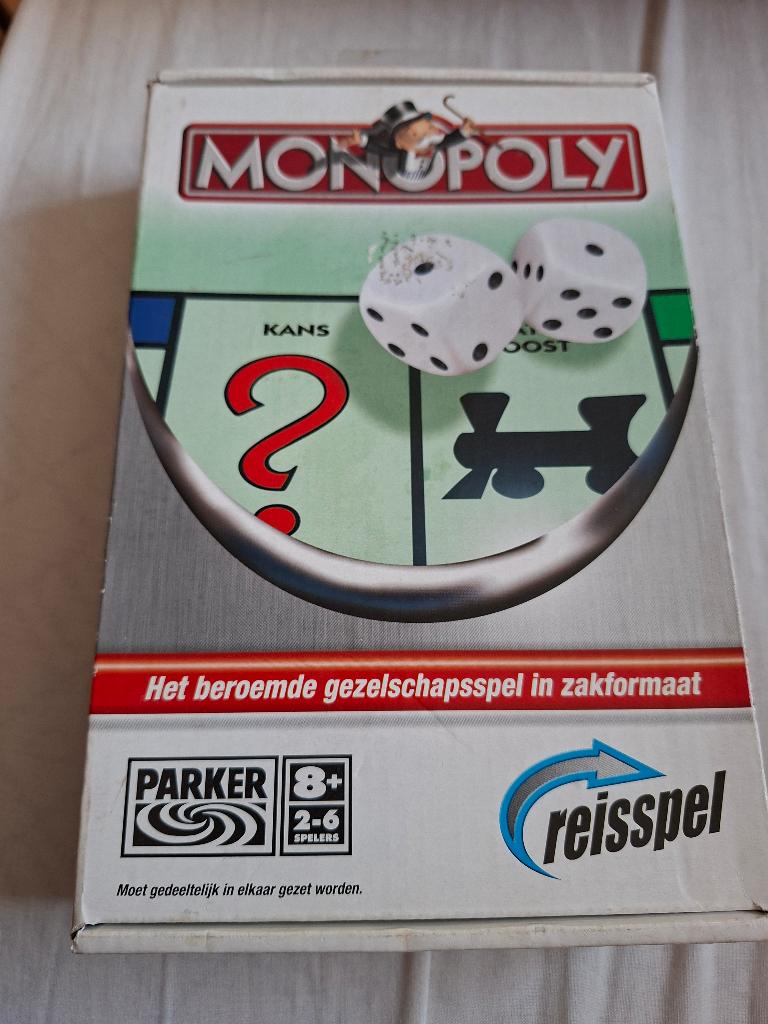 MONOPOLY
KANS
OOST
Het beroemde gezelschapsspel in zakformaat
PARKER
8+
2-6
SPELERS
reisspel
Moet gedeeltelijk in elkaar gezet worden.